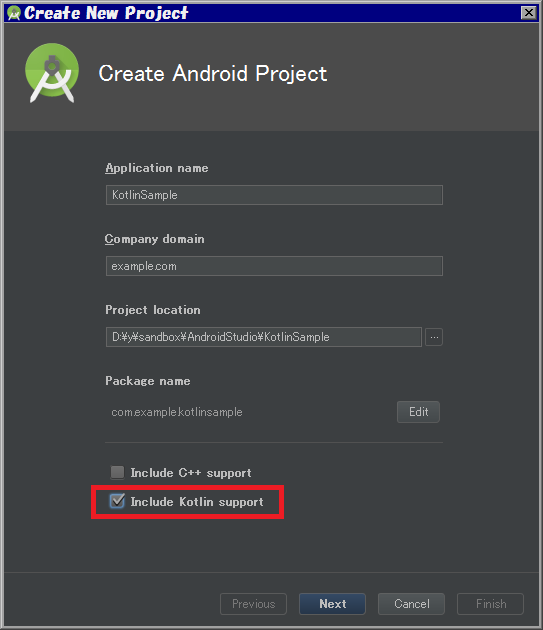 Create New Project
Create Android Project
Application name
KotlinSample
Company domain
example.com
Project location
D:¥y¥sandbox¥AndroidStudio¥KotlinSample
...
Package name
com.example.kotlinsample
Edit
Include C++ support
Include Kotlin support
Previous Next Cancel Finish